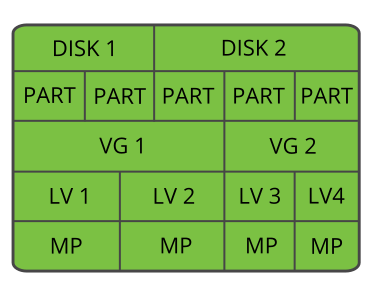 DISK 1 DISK 2
PART PART PART PART PART
VG 1 VG 2
LV 1 LV 2 LV 3 LV4
MP MP MP MP